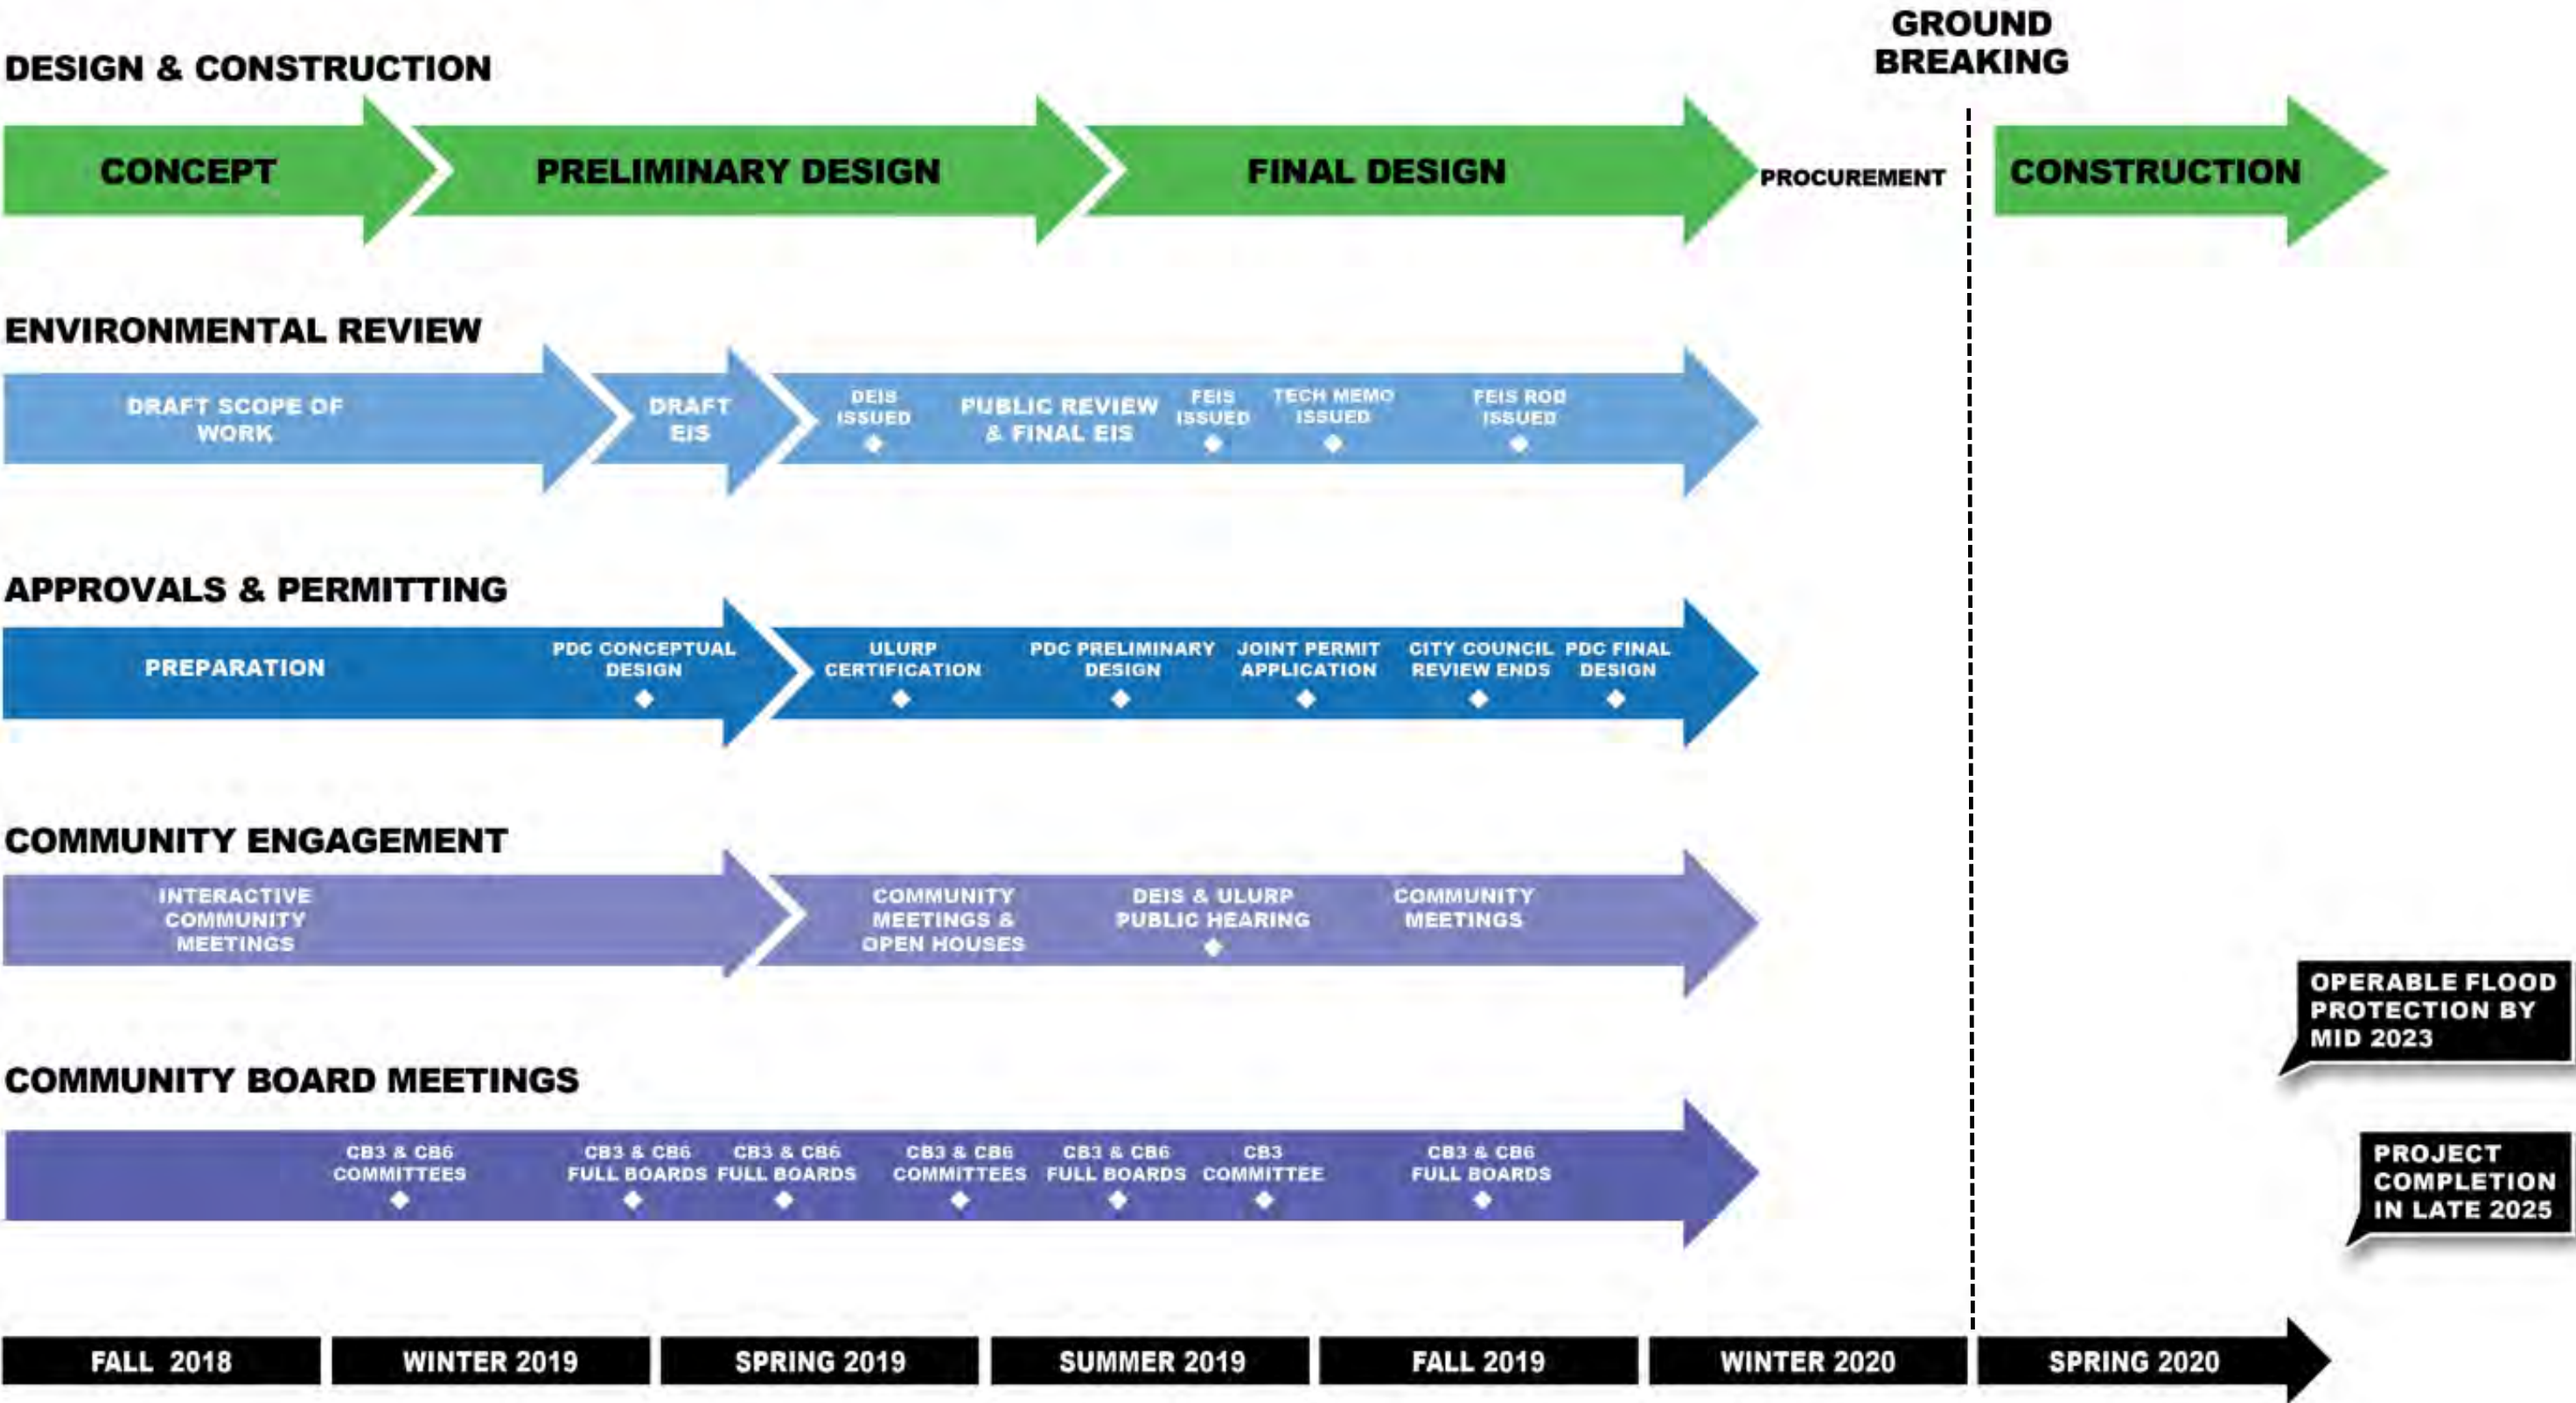 GROUND
BREAKING
DESIGN & CONSTRUCTION
CONCEPT
PRELIMINARY DESIGN
FINAL DESIGN
PROCUREMENT
CONSTRUCTION
ENVIRONMENTAL REVIEW
DRAFT SCOPE OF
WORK
DRAFT
EIS
DEIS
ISSUED
PUBLIC REVIEW
& FINAL EIS
FEIS
ISSUED
TECH MEMO
ISSUED
FEIS ROD
ISSUED
APPROVALS & PERMITTING
PREPARATION
PDC CONCEPTUAL
DESIGN
ULURP
CERTIFICATION
PDC PRELIMINARY
DESIGN
JOINT PERMIT
APPLICATION
CITY COUNCIL
REVIEW ENDS
PDC FINAL
DESIGN
COMMUNITY ENGAGEMENT
INTERACTIVE
COMMUNITY
MEETINGS
COMMUNITY
MEETINGS &
OPEN HOUSES
DEIS & ULURP
PUBLIC HEARING
COMMUNITY
MEETINGS
OPERABLE FLOOD
PROTECTION BY
MID 2023
COMMUNITY BOARD MEETINGS
CB3 & CB6
COMMITTEES
CB3 & CB6
FULL BOARDS
CB3 & CB6
FULL BOARDS
CB3 & CB6
COMMITTEES
CB3 & CB6
FULL BOARDS
CB3
COMMITTEE
CB3 & CB6
FULL BOARDS
PROJECT
COMPLETION
IN LATE 2025
FALL 2018
WINTER 2019
SPRING 2019
SUMMER 2019
FALL 2019
WINTER 2020
SPRING 2020